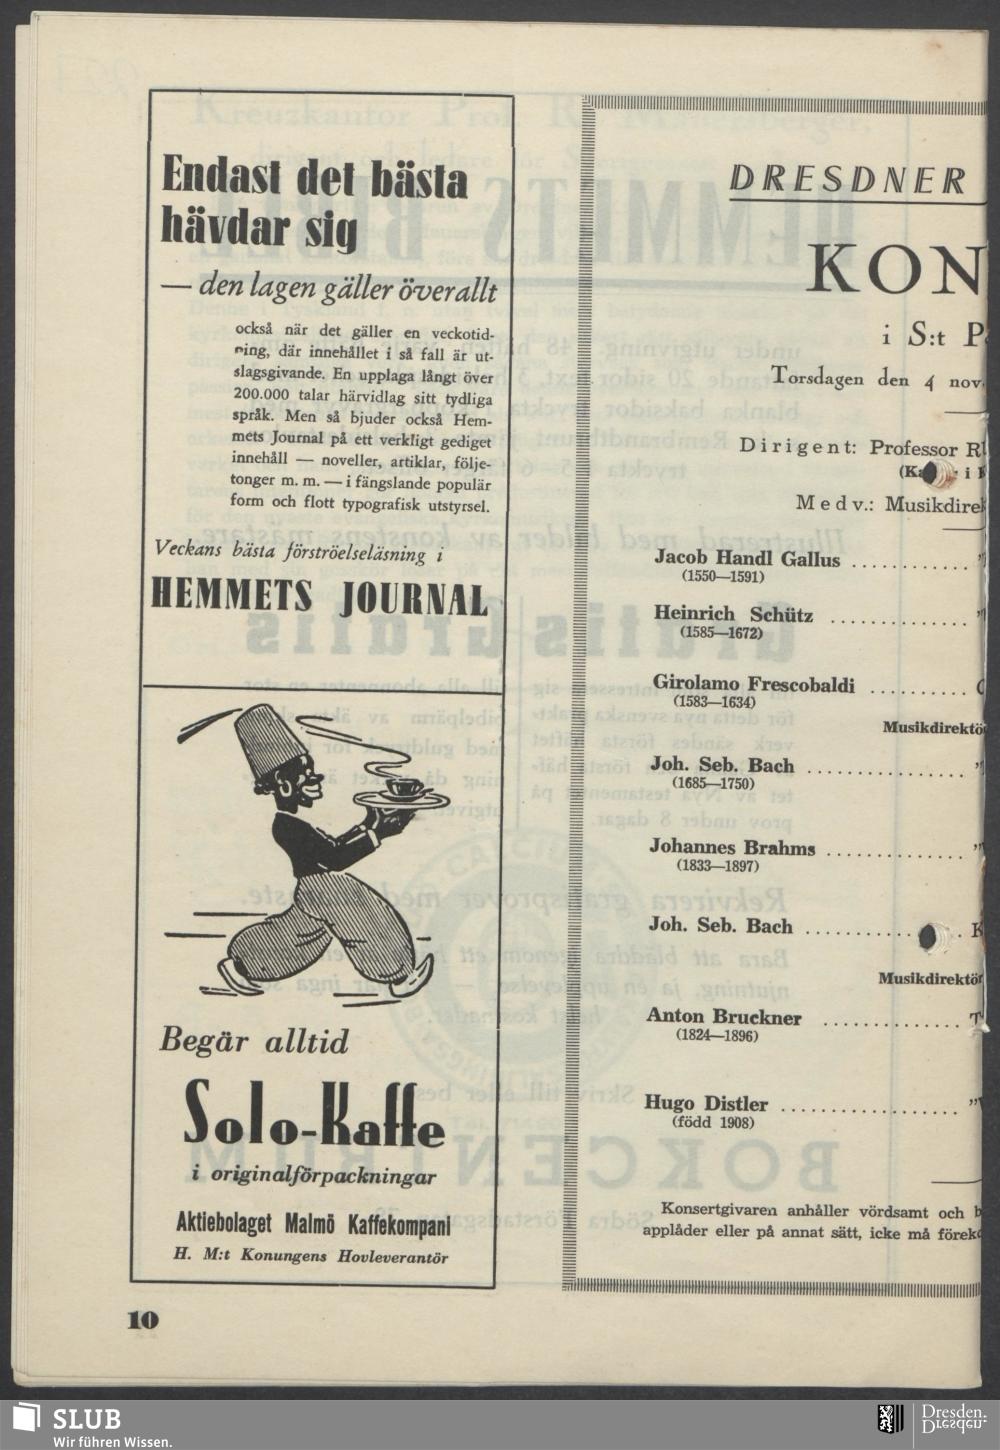 Endast det bästa
hävdar sig
— den lagen gäller överallt
också när det gäller en veckotid-
ning, där innehållet i så fall är ut-
slagsgivande. En upplaga långt över
200.000 talar härvidlag sitt tydliga
språk. Men så bjuder också Hem-
mets Journal på ett verkligt gediget
innehåll — noveller, artiklar, följe-
tonger m. m. — i fängslande populär
form och flott typografisk utstyrsel.
Veckans bästa förströelseläsning i
HEMMETS JOURNAL
Begär alltid
Solo-Kaffe
i originalförpackningar
Aktiebolaget Malmö Kaffekompani
H. M:t Konungens Hovleverantör
10
DRESDNER
KON
i S:t P
Torsdagen den 4 nov.
Dirigent: Professor R
i
Medv.: Musikdire
Jacob Handl Gallus ............ "
(1550—1591)
Heinrich Schütz .............. "
(1585—1672)
Girolamo Frescobaldi ..........
(1583—1634)
Musikdirektö
Joh. Seb. Bach ................ "
(1685—1750)
Johannes Brahms .............. "
(1833—1897)
Joh. Seb. Bach ........... K
Musikdirektör
Anton Bruckner .............. T
(1824—1896)
Hugo Distler .................. "
(född 1908)
Konsertgivaren anhåller vördsamt och b
applåder eller på annat sätt, icke må förek
SLUB
Wir führen Wissen.
Dresden.